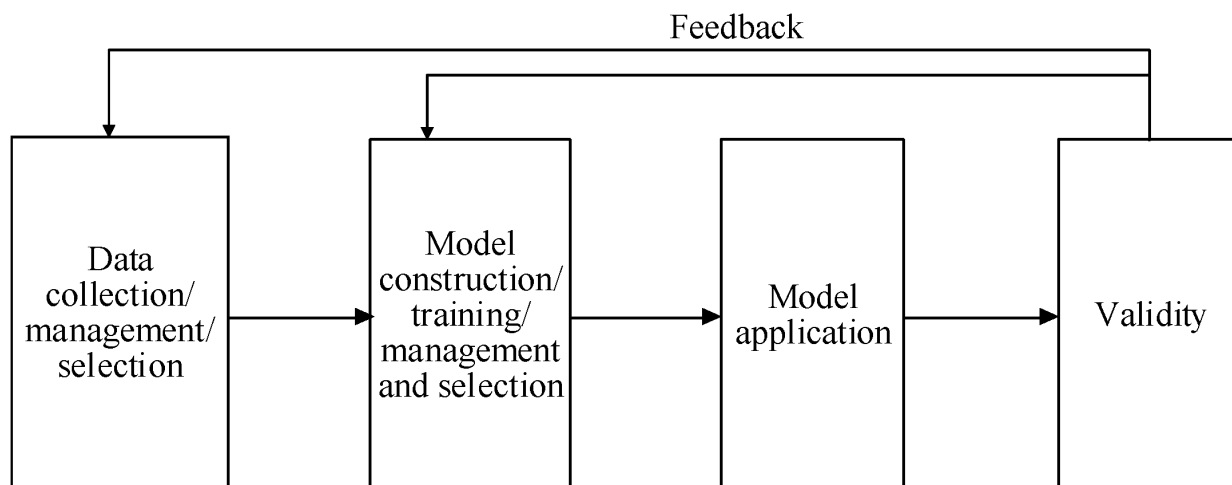 Feedback
Data
collection/
management/
selection
Model
construction/
training/
management
and selection
Model
application
Validity